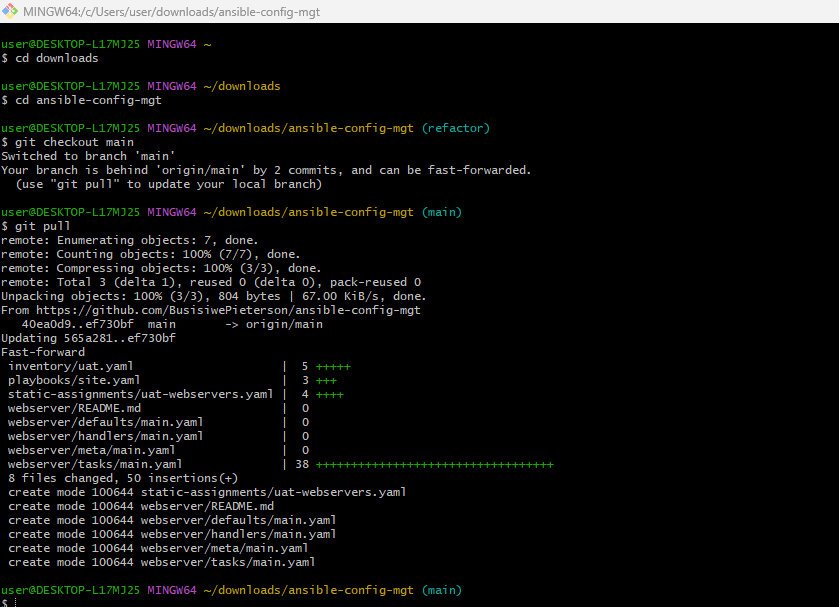 MINGW64:/c/Users/user/downloads/ansible-config-mgt
user@DESKTOP-L17MJ25 MINGW64 ~
$ cd downloads
user@DESKTOP-L17MJ25 MINGW64 ~/downloads
$ cd ansible-config-mgt
user@DESKTOP-L17MJ25 MINGW64 ~/downloads/ansible-config-mgt (refactor)
$ git checkout main
Switched to branch 'main'
Your branch is behind 'origin/main' by 2 commits, and can be fast-forwarded.
  (use "git pull" to update your local branch)
user@DESKTOP-L17MJ25 MINGW64 ~/downloads/ansible-config-mgt (main)
$ git pull
remote: Enumerating objects: 7, done.
remote: Counting objects: 100% (7/7), done.
remote: Compressing objects: 100% (3/3), done.
remote: Total 3 (delta 1), reused 0 (delta 0), pack-reused 0
Unpacking objects: 100% (3/3), 804 bytes | 67.00 KiB/s, done.
From https://github.com/BusisiwePieterson/ansible-config-mgt
   40ea0d9..ef730bf  main       -> origin/main
Updating 565a281..ef730bf
Fast-forward
 inventory/uat.yaml                     |  5 +++++
 playbooks/site.yaml                    |  3 +++
 static-assignments/uat-webservers.yaml |  4 ++++
 webserver/README.md                    |  0
 webserver/defaults/main.yaml           |  0
 webserver/handlers/main.yaml           |  0
 webserver/meta/main.yaml               |  0
 webserver/tasks/main.yaml              | 38 ++++++++++++++++++++++++++++++++++
 8 files changed, 50 insertions(+)
 create mode 100644 static-assignments/uat-webservers.yaml
 create mode 100644 webserver/README.md
 create mode 100644 webserver/defaults/main.yaml
 create mode 100644 webserver/handlers/main.yaml
 create mode 100644 webserver/meta/main.yaml
 create mode 100644 webserver/tasks/main.yaml
user@DESKTOP-L17MJ25 MINGW64 ~/downloads/ansible-config-mgt (main)
$